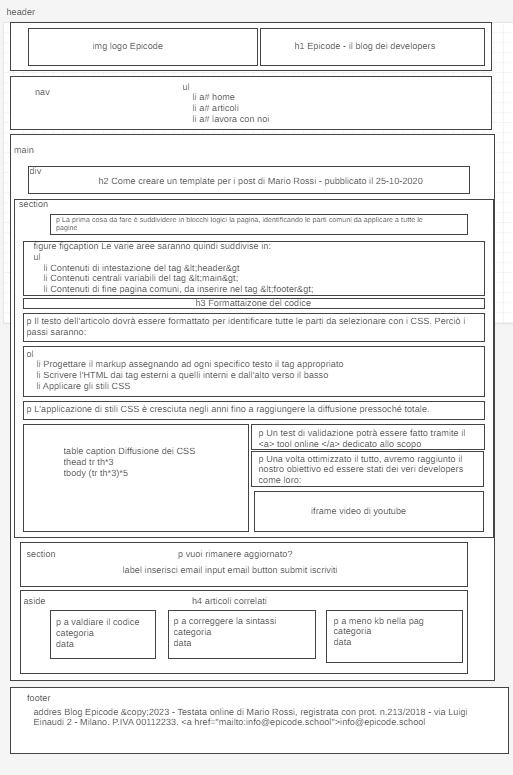 header
img logo Epicode
h1 Epicode - il blog dei developers
nav
ul
li a# home
li a# articoli
li a# lavora con noi
main
div
h2 Come creare un template per i post di Mario Rossi - pubblicato il 25-10-2020
section
p La prima cosa da fare è suddividere in blocchi logici la pagina, identificando le parti comuni da applicare a tutte le
pagine
figure figcaption Le varie aree saranno quindi suddivise in:
ul
li Contenuti di intestazione del tag &lt;header&gt
li Contenuti centrali variabili del tag &lt;main&gt;
li Contenuti di fine pagina comuni, da inserire nel tag &lt;footer&gt;
h3 Formattaizone del codice
p Il testo dell'articolo dovrà essere formattato per identificare tutte le parti da selezionare con i CSS. Perciò i
passi saranno:
ol
li Progettare il markup assegnando ad ogni specifico testo il tag appropriato
li Scrivere l'HTML dai tag esterni a quelli interni e dall'alto verso il basso
li Applicare gli stili CSS
p L'applicazione di stili CSS è cresciuta negli anni fino a raggiungere la diffusione pressoché totale.
table caption Diffusione dei CSS
thead tr th*3
tbody (tr th*3)*5
p Un test di validazione potrà essere fatto tramite il
<a> tool online </a> dedicato allo scopo
p Una volta ottimizzato il tutto, avremo raggiunto il
nostro obiettivo ed essere stati dei veri developers
come loro:
iframe video di youtube
section
p vuoi rimanere aggiornato?
label inserisci email input email button submit iscriviti
aside
h4 articoli correlati
p a valdiare il codice
categoria
data
p a correggere la sintassi
categoria
data
p a meno kb nella pag
categoria
data
footer
addres Blog Epicode &copy;2023 - Testata online di Mario Rossi, registrata con prot. n.213/2018 - via Luigi
Einaudi 2 - Milano. P.IVA 00112233. <a href="mailto:info@epicode.school">info@epicode.school